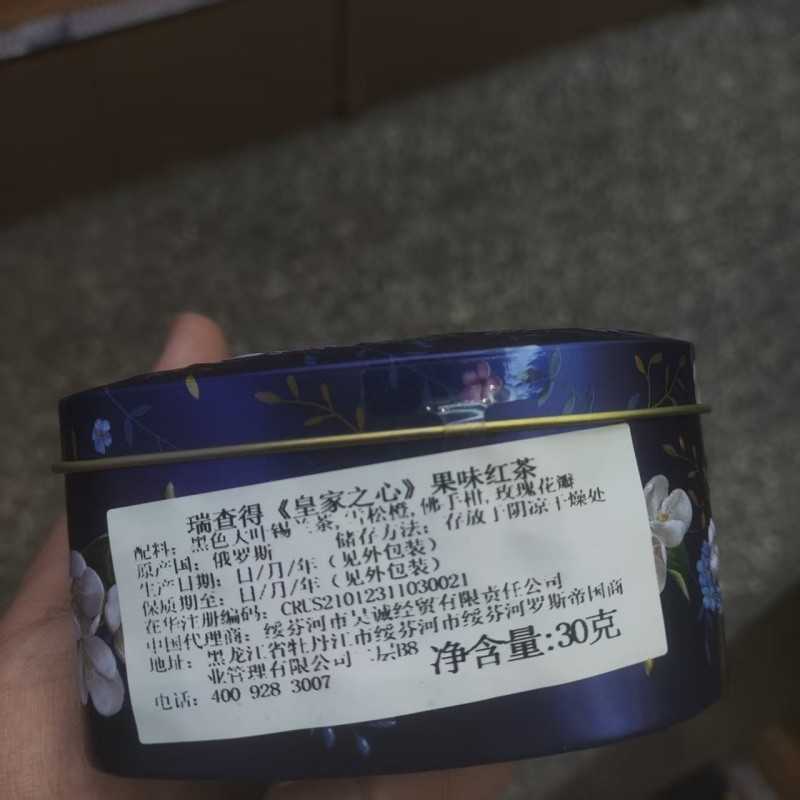 瑞查得《皇家之心》果味红茶
配料：黑色大叶锡兰茶,雪松橙,佛手柑,玫瑰花瓣
原产国：俄罗斯 储存方法：存放于阴凉干燥处
生产日期：日/月/年（见外包装）
保质期至：日/月/年（见外包装）
在华注册编码：CRUS21012311030021
中国代理商：绥芬河市昊诚经贸有限责任公司
地址：黑龙江省牡丹江市绥芬河市绥芬河罗斯帝国商
业管理有限公司二层B8
净含量:30克
电话：400 928 3007